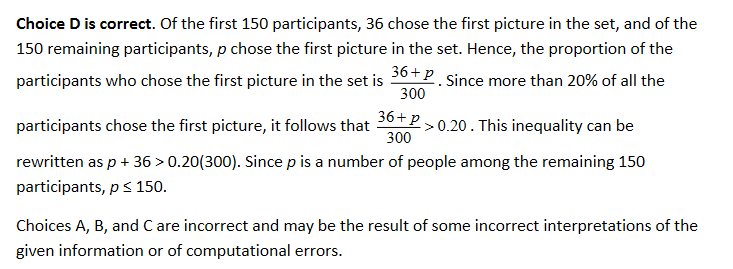 Choice D is correct. Of the first 150 participants, 36 chose the first picture in the set, and of the
150 remaining participants, p chose the first picture in the set. Hence, the proportion of the
participants who chose the first picture in the set is 36+p/300. Since more than 20% of all the
participants chose the first picture, it follows that 36+p/300 > 0.20. This inequality can be
rewritten as p + 36 > 0.20(300). Since p is a number of people among the remaining 150
participants, p ≤ 150.
Choices A, B, and C are incorrect and may be the result of some incorrect interpretations of the
given information or of computational errors.